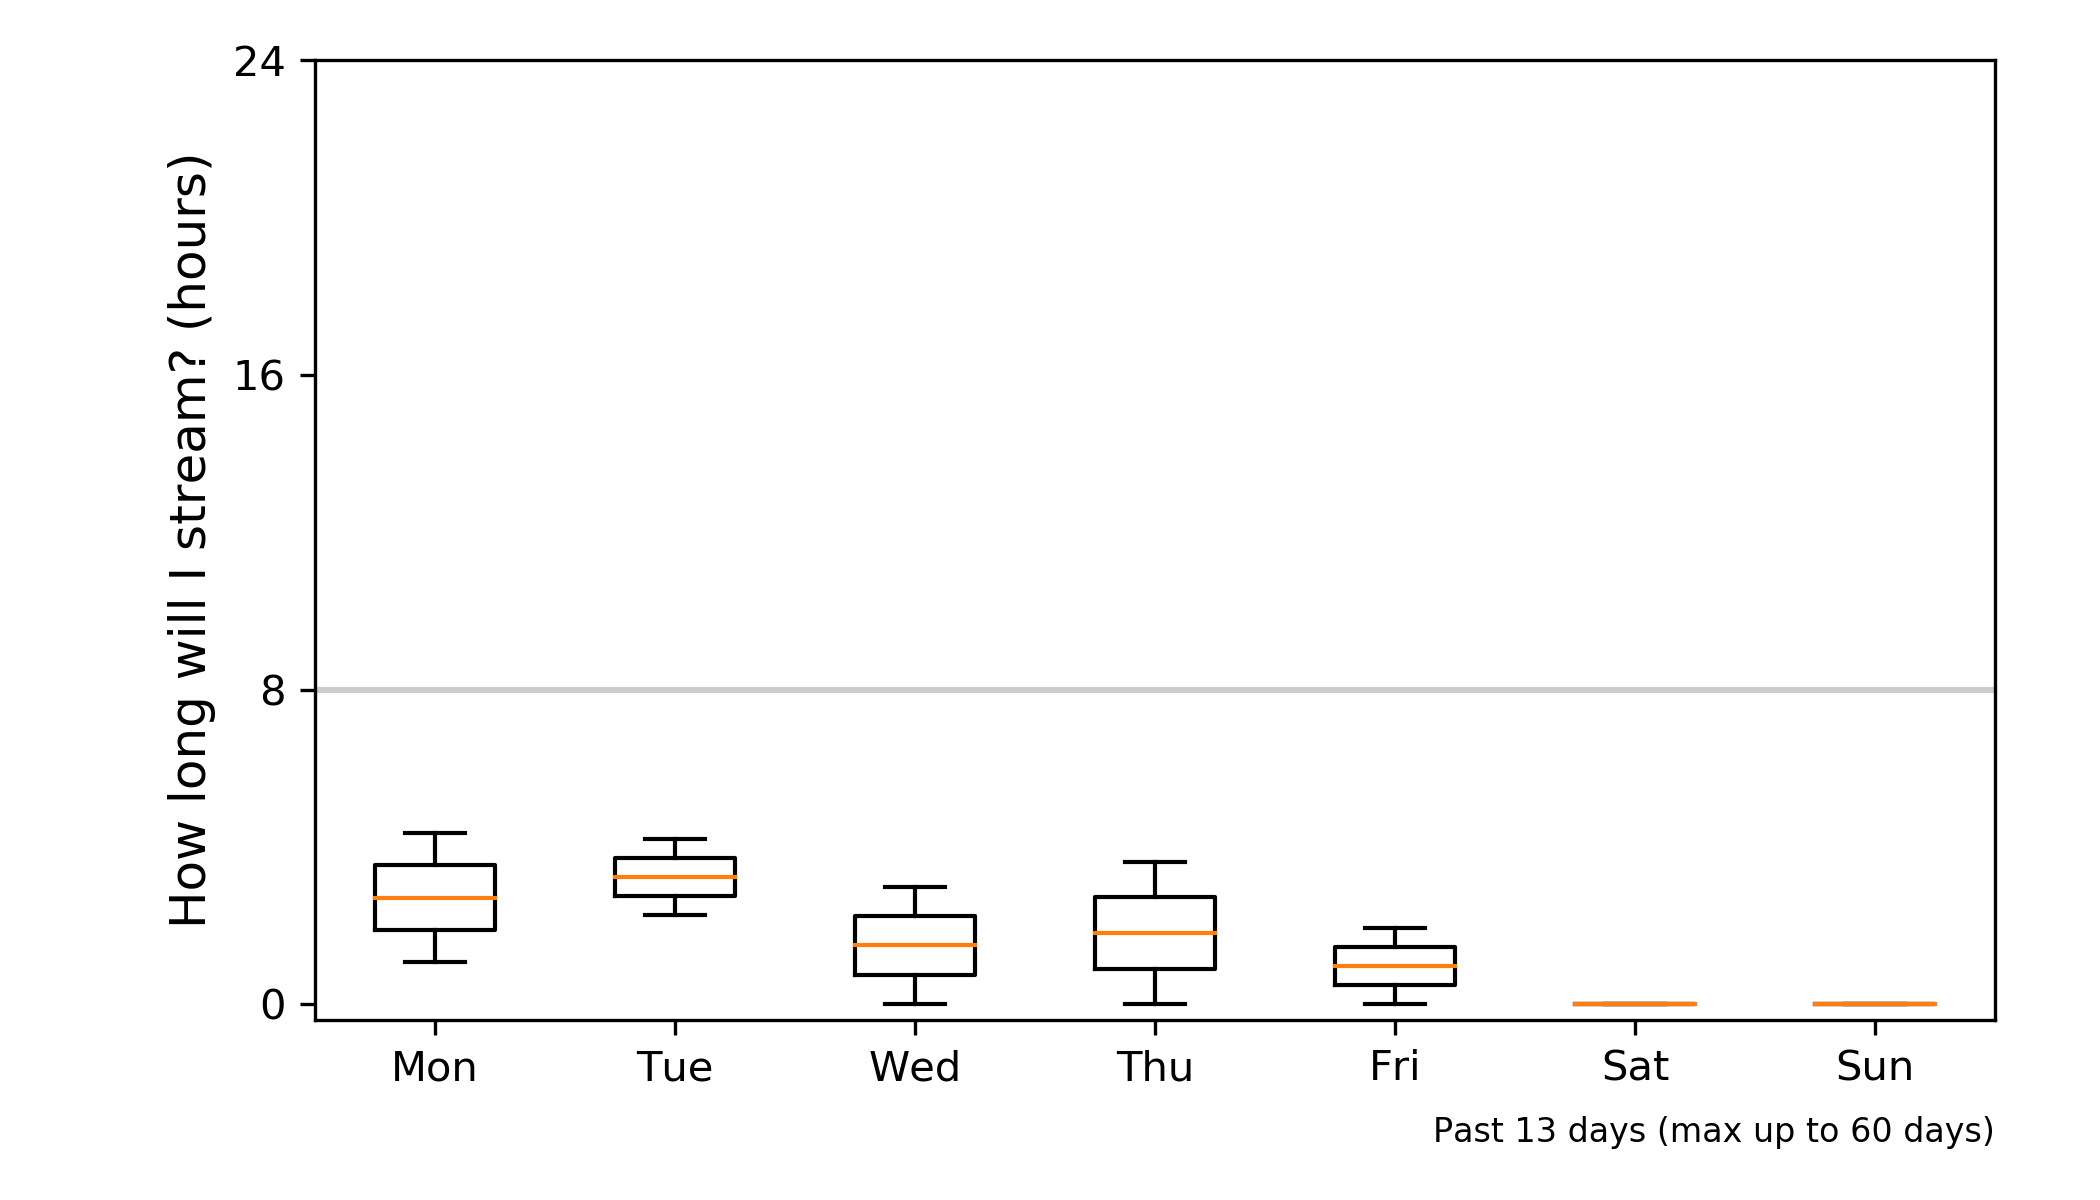 How long will I stream? (hours)
24
16
8
0
Mon Tue Wed Thu Fri Sat Sun
Past 13 days (max up to 60 days)